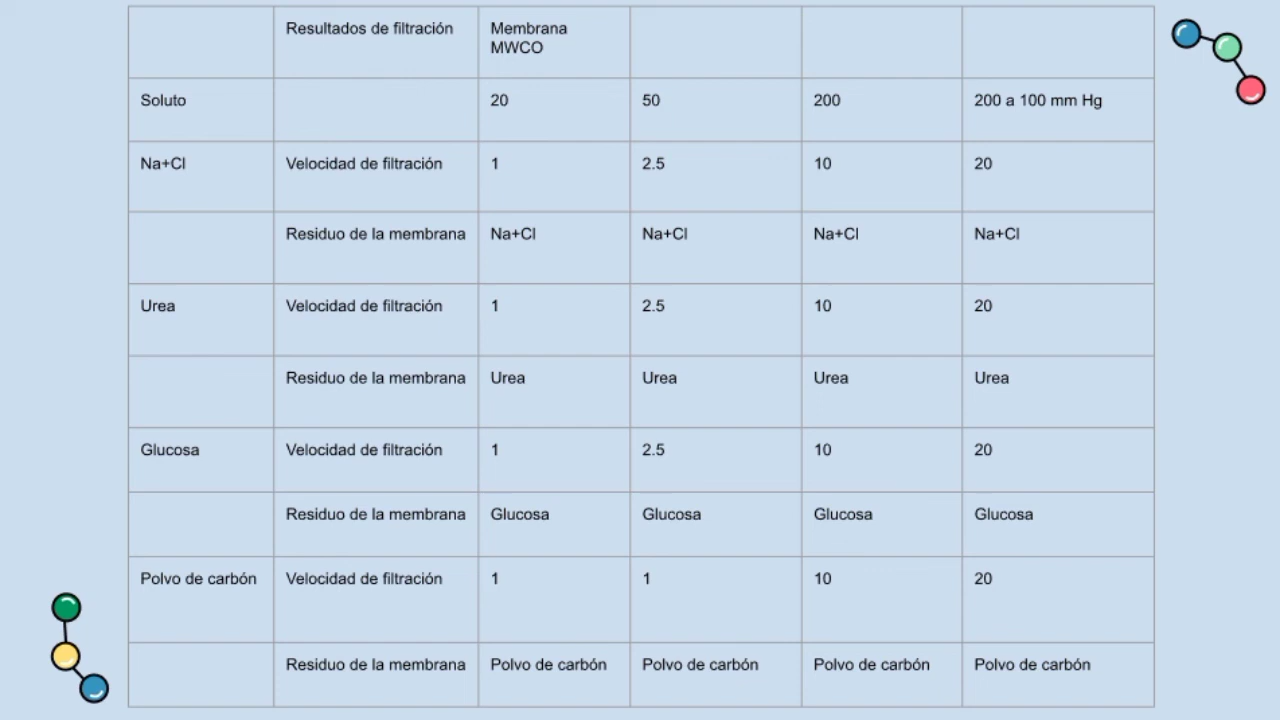 Resultados de filtración Membrana
MWCO
Soluto 20 50 200 200 a 100 mm Hg
Na+Cl Velocidad de filtración 1 2.5 10 20
Residuo de la membrana Na+Cl Na+Cl Na+Cl Na+Cl
Urea Velocidad de filtración 1 2.5 10 20
Residuo de la membrana Urea Urea Urea Urea
Glucosa Velocidad de filtración 1 2.5 10 20
Residuo de la membrana Glucosa Glucosa Glucosa Glucosa
Polvo de carbón Velocidad de filtración 1 1 10 20
Residuo de la membrana Polvo de carbón Polvo de carbón Polvo de carbón Polvo de carbón